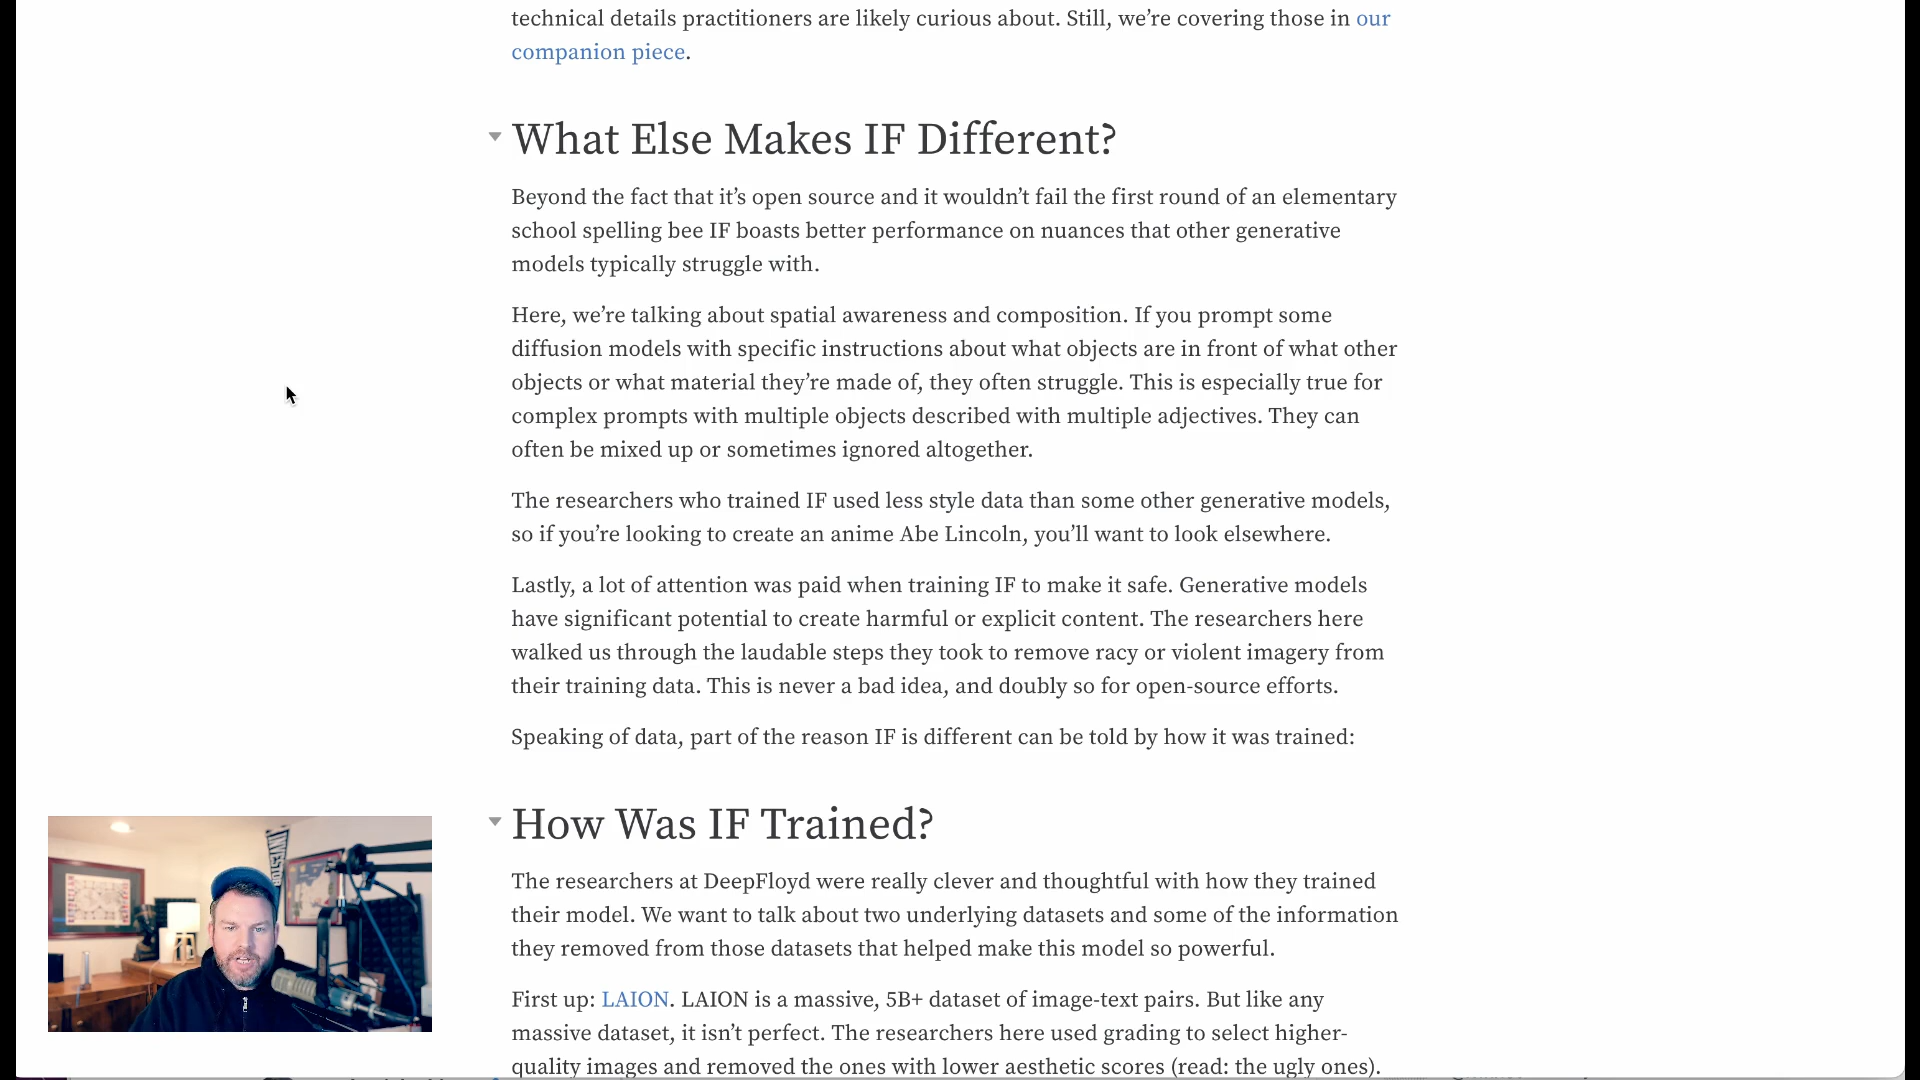 technical details practitioners are likely curious about. Still, we’re covering those in our
companion piece.
What Else Makes IF Different?
Beyond the fact that it’s open source and it wouldn’t fail the first round of an elementary
school spelling bee IF boasts better performance on nuances that other generative
models typically struggle with.
Here, we’re talking about spatial awareness and composition. If you prompt some
diffusion models with specific instructions about what objects are in front of what other
objects or what material they’re made of, they often struggle. This is especially true for
complex prompts with multiple objects described with multiple adjectives. They can
often be mixed up or sometimes ignored altogether.
The researchers who trained IF used less style data than some other generative models,
so if you’re looking to create an anime Abe Lincoln, you’ll want to look elsewhere.
Lastly, a lot of attention was paid when training IF to make it safe. Generative models
have significant potential to create harmful or explicit content. The researchers here
walked us through the laudable steps they took to remove racy or violent imagery from
their training data. This is never a bad idea, and doubly so for open-source efforts.
Speaking of data, part of the reason IF is different can be told by how it was trained:
How Was IF Trained?
The researchers at DeepFloyd were really clever and thoughtful with how they trained
their model. We want to talk about two underlying datasets and some of the information
they removed from those datasets that helped make this model so powerful.
First up: LAION. LAION is a massive, 5B+ dataset of image-text pairs. But like any
massive dataset, it isn’t perfect. The researchers here used grading to select higher-
quality images and removed the ones with lower aesthetic scores (read: the ugly ones).